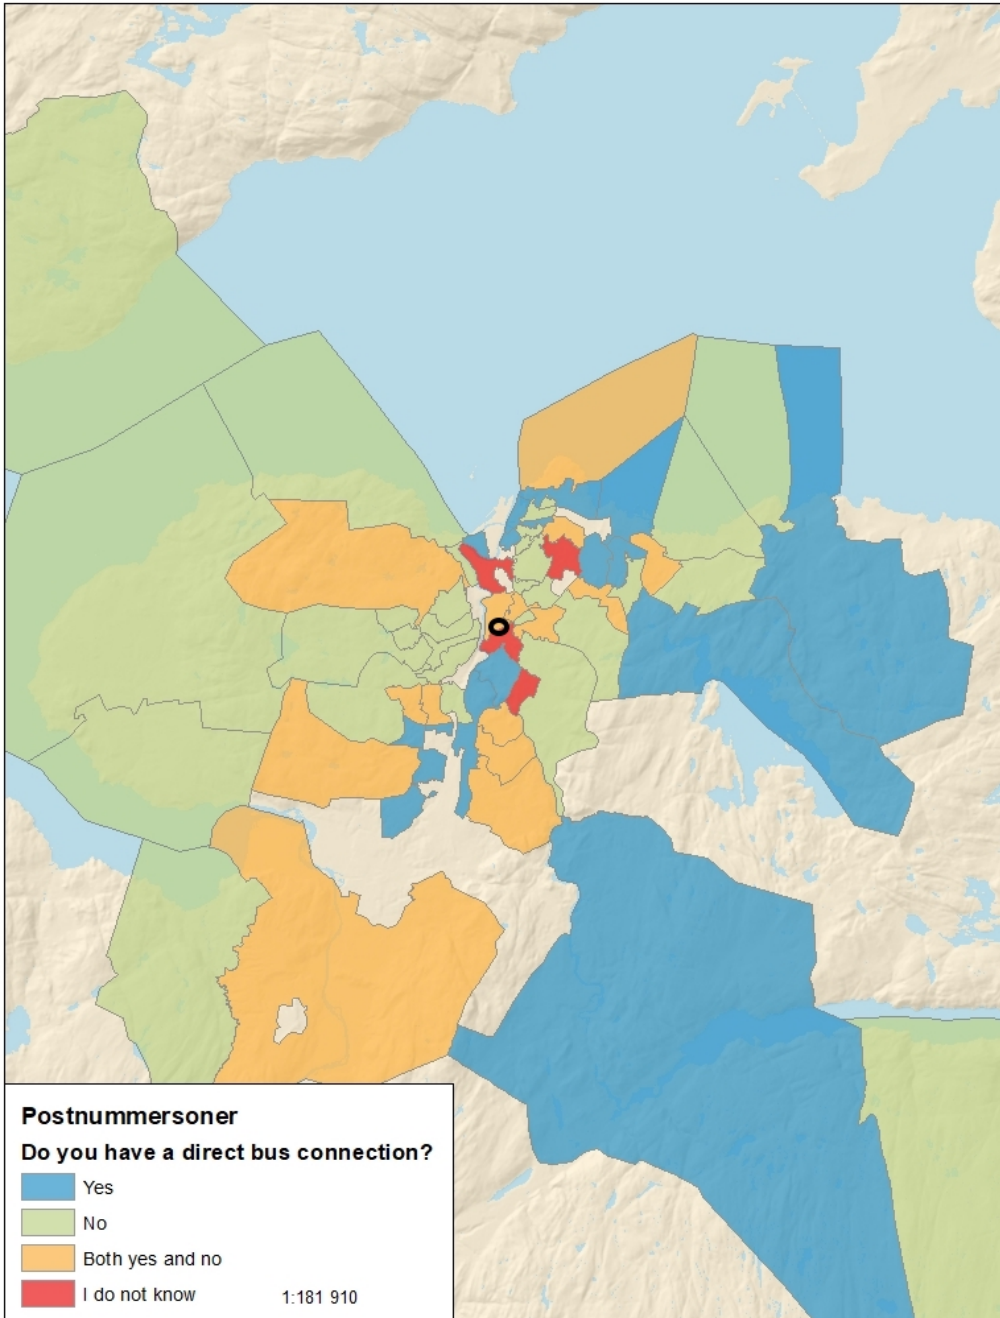 Postnummersoner
Do you have a direct bus connection?
Yes
No
Both yes and no
I do not know
1:181 910